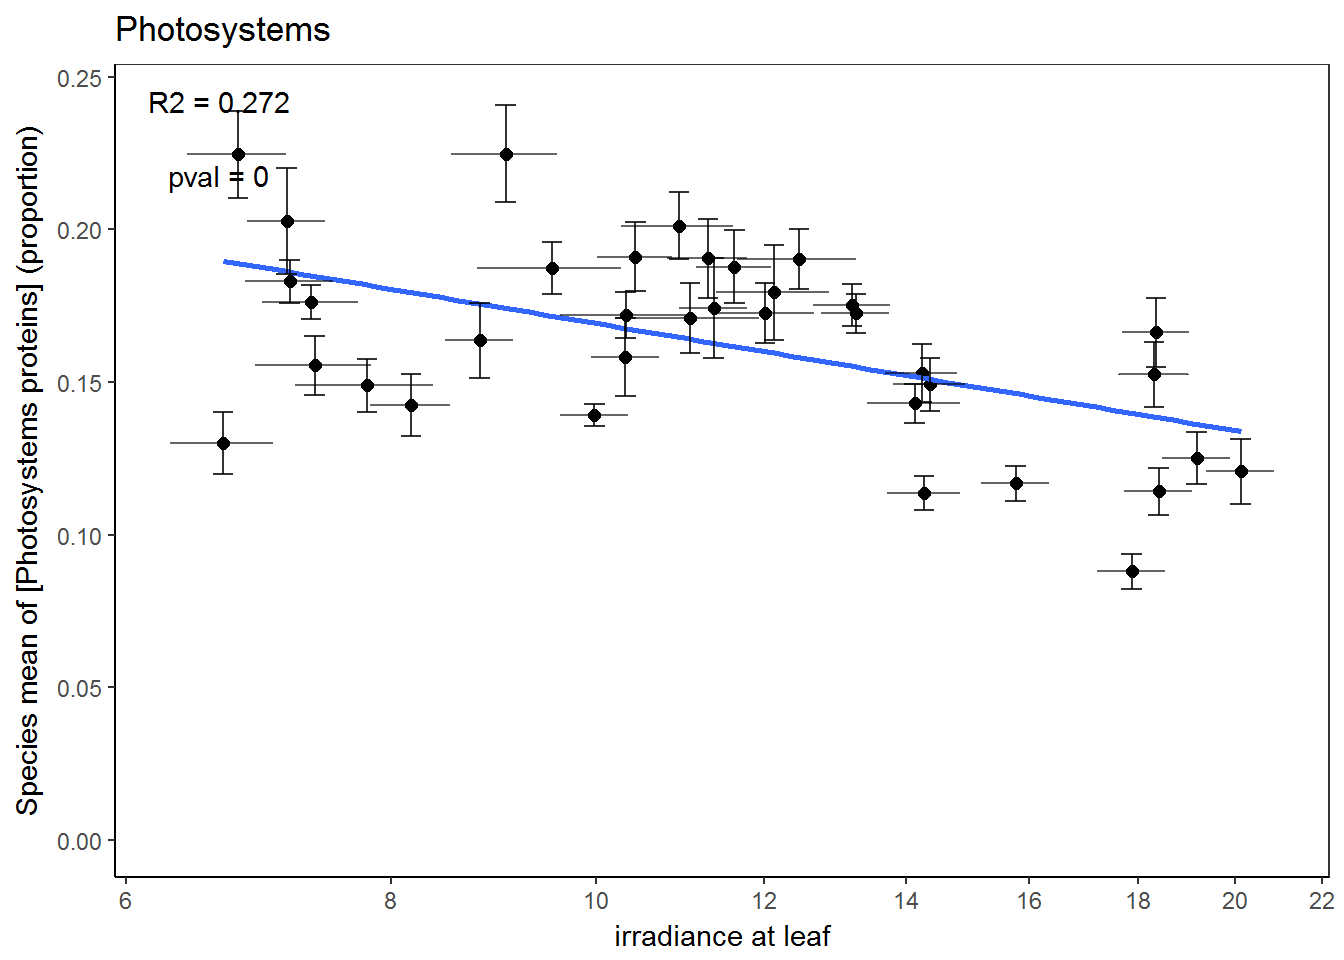 Photosystems
Species mean of [Photosystems proteins] (proportion)
0.25
0.20
0.15
0.10
0.05
0.00
R2 = 0.272
pval = 0
6 8 10 12 14 16 18 20 22
irradiance at leaf